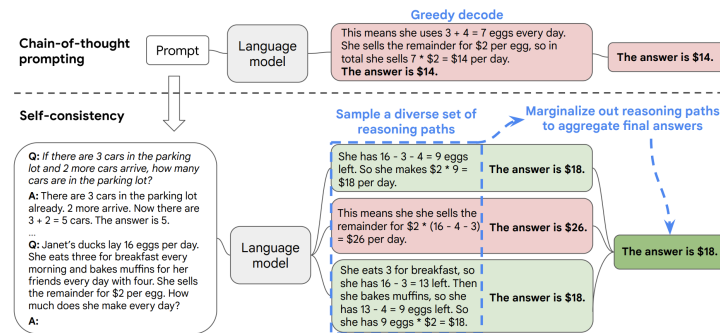 Greedy decode
Chain-of-thought
prompting
Prompt
Language
model
This means she uses 3 + 4 = 7 eggs every day.
She sells the remainder for $2 per egg, so in
total she sells 7 * $2 = $14 per day.
The answer is $14.
The answer is $14.
Self-consistency
Sample a diverse set of
reasoning paths
Marginalize out reasoning paths
to aggregate final answers
Q: If there are 3 cars in the parking
lot and 2 more cars arrive, how many
cars are in the parking lot?
A: There are 3 cars in the parking lot
already. 2 more arrive. Now there are
3 + 2 = 5 cars. The answer is 5.
...
Q: Janet's ducks lay 16 eggs per day.
She eats three for breakfast every
morning and bakes muffins for her
friends every day with four. She sells
the remainder for $2 per egg. How
much does she make every day?
A:
Language
model
She has 16 - 3 - 4 = 9 eggs
left. So she makes $2 * 9 =
$18 per day.
The answer is $18.
This means she she sells the
remainder for $2 * (16 - 4 - 3)
= $26 per day.
The answer is $26.
She eats 3 for breakfast, so
she has 16 - 3 = 13 left. Then
she bakes muffins, so she
has 13 - 4 = 9 eggs left. So
she has 9 eggs * $2 = $18.
The answer is $18.
The answer is $18.